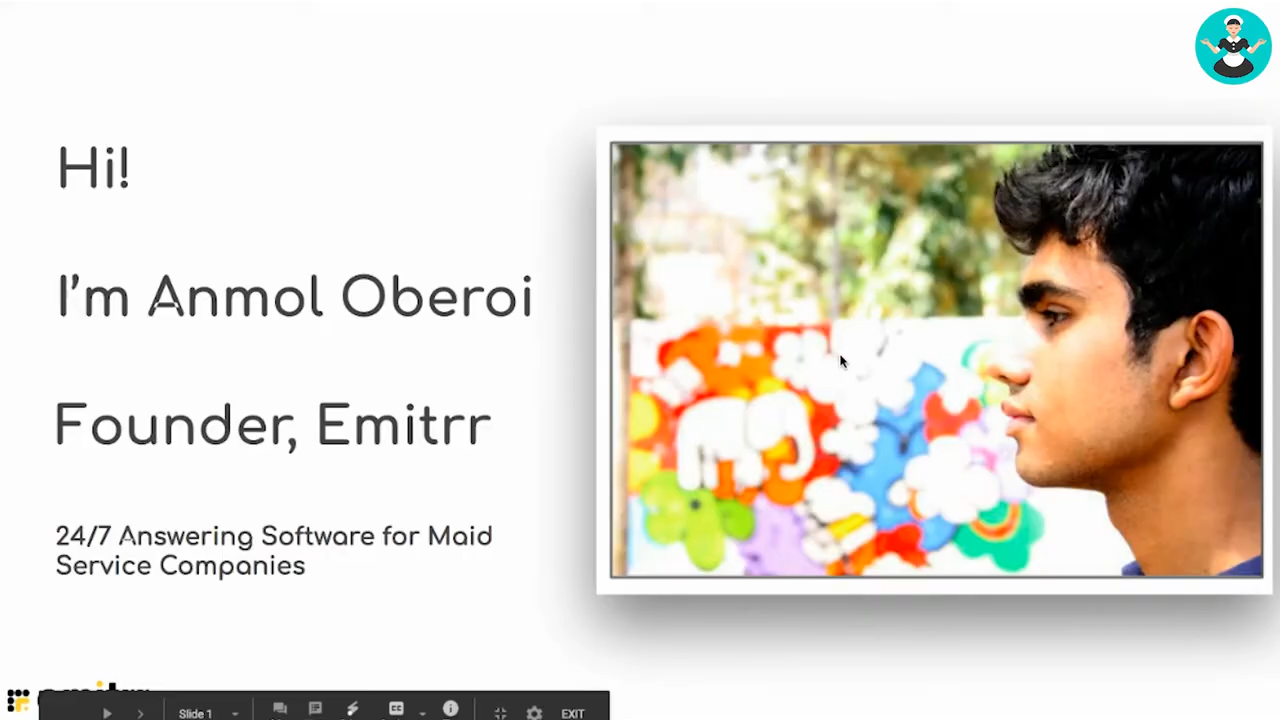 Hi!
I'm Anmol Oberoi
Founder, Emitrr
24/7 Answering Software for Maid
Service Companies
Slide 1
EXIT